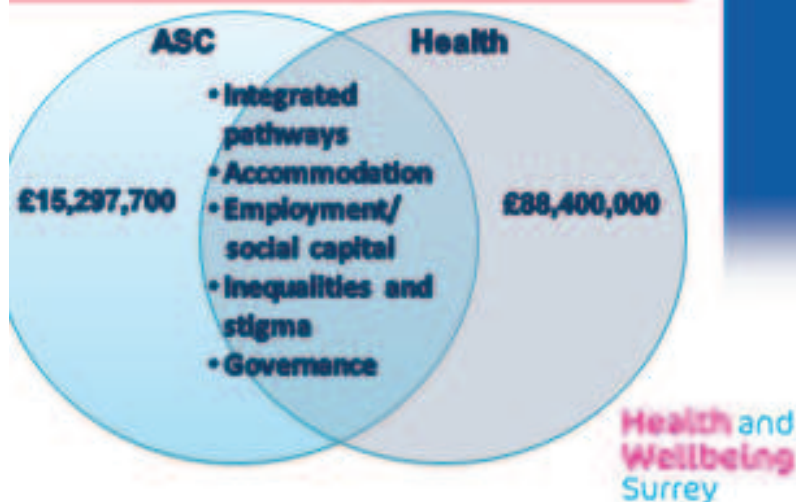 ASC
Health
• Integrated
pathways
• Accommodation
• Employment/
social capital
• Inequalities and
stigma
• Governance
£15,297,700
£88,400,000
Health and
Wellbeing
Surrey